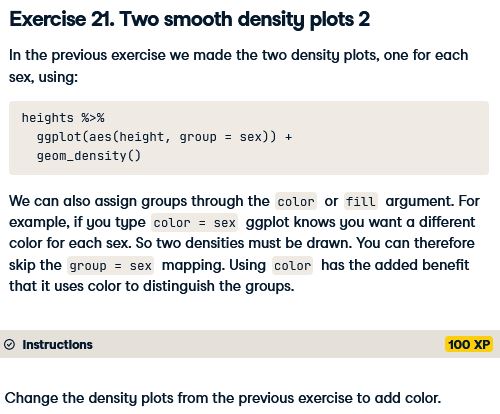 Exercise 21. Two smooth density plots 2
In the previous exercise we made the two density plots, one for each
sex, using:
heights %>%
  ggplot(aes(height, group = sex)) +
  geom_density()
We can also assign groups through the color or fill argument. For
example, if you type color = sex ggplot knows you want a different
color for each sex. So two densities must be drawn. You can therefore
skip the group = sex mapping. Using color has the added benefit
that it uses color to distinguish the groups.
Instructions 100 XP
Change the density plots from the previous exercise to add color.